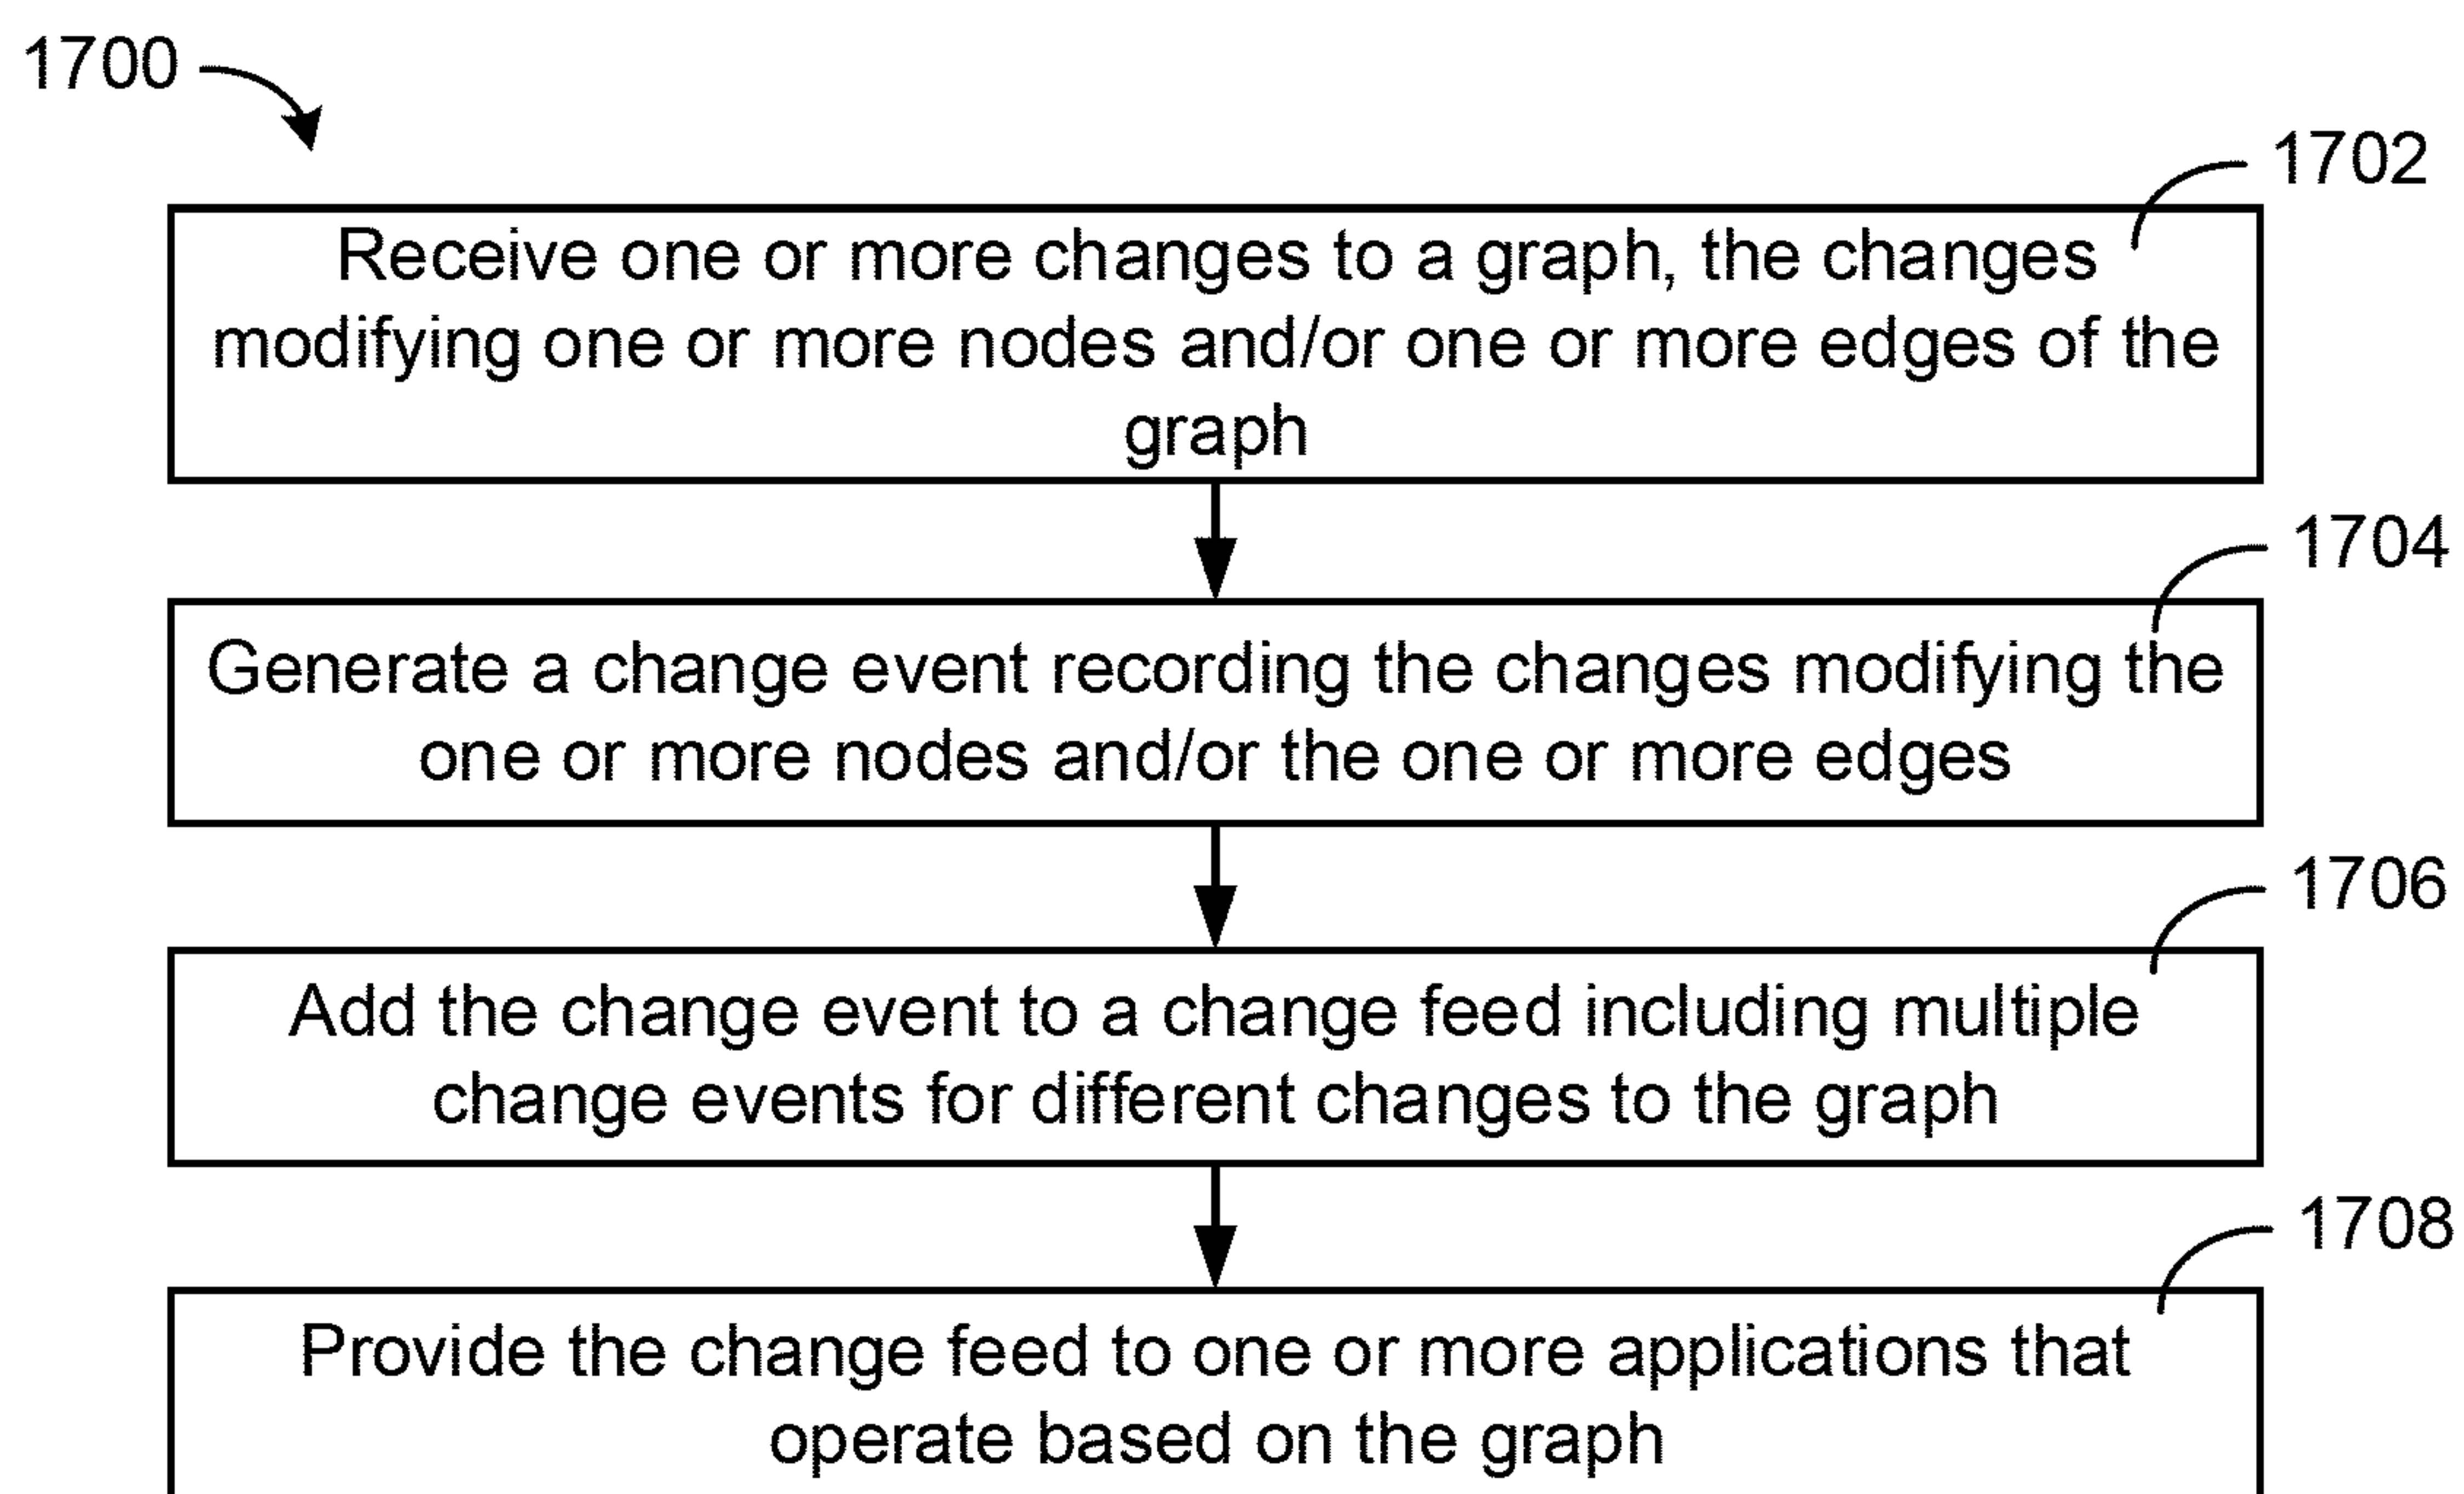 1700
1702
Receive one or more changes to a graph, the changes
modifying one or more nodes and/or one or more edges of the
graph
1704
Generate a change event recording the changes modifying the
one or more nodes and/or the one or more edges
1706
Add the change event to a change feed including multiple
change events for different changes to the graph
1708
Provide the change feed to one or more applications that
operate based on the graph